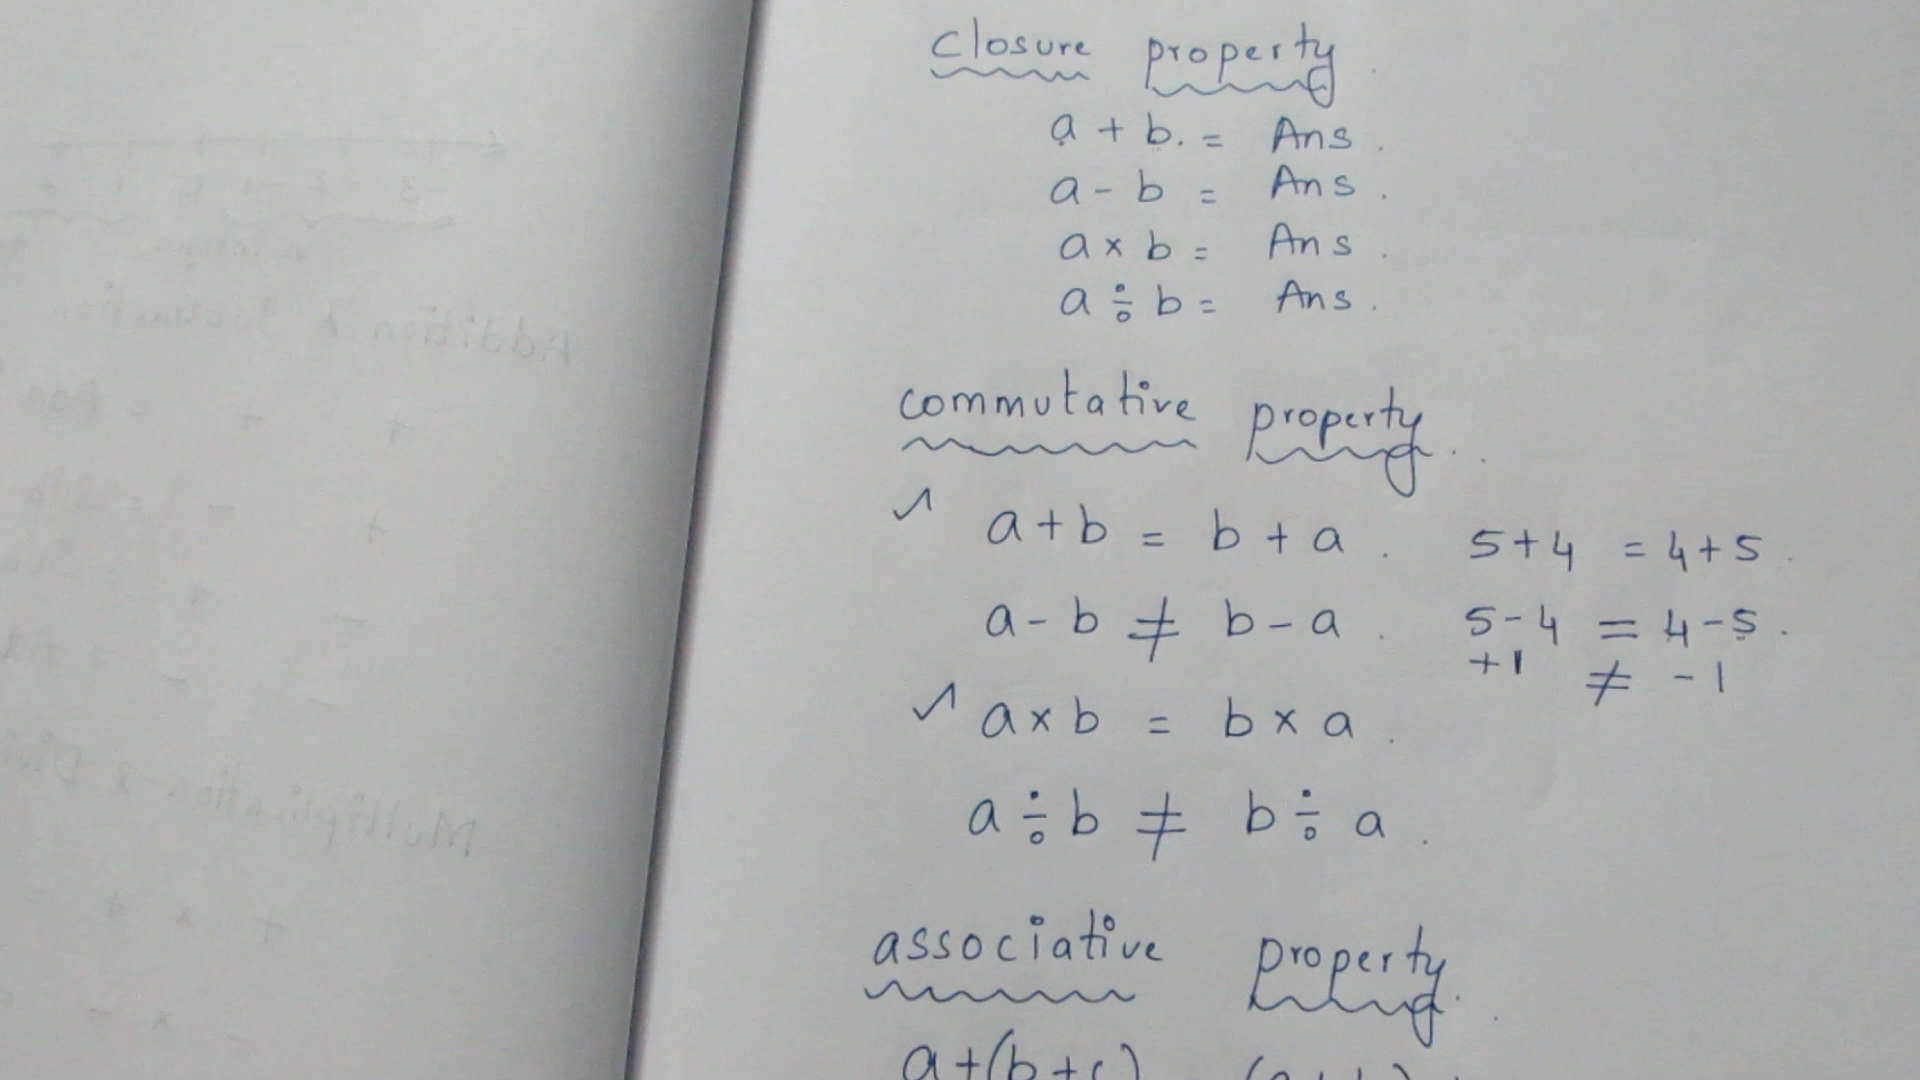 closure property.
a + b. = Ans.
a - b = Ans.
a × b = Ans.
a ÷ b = Ans.
commutative property.
✓ a + b = b + a. 5 + 4 = 4 + 5.
a - b ≠ b - a. 5 - 4 = 4 - 5.
+1 ≠ -1
✓ a × b = b × a.
a ÷ b ≠ b ÷ a.
associative property.
a + (b + c)